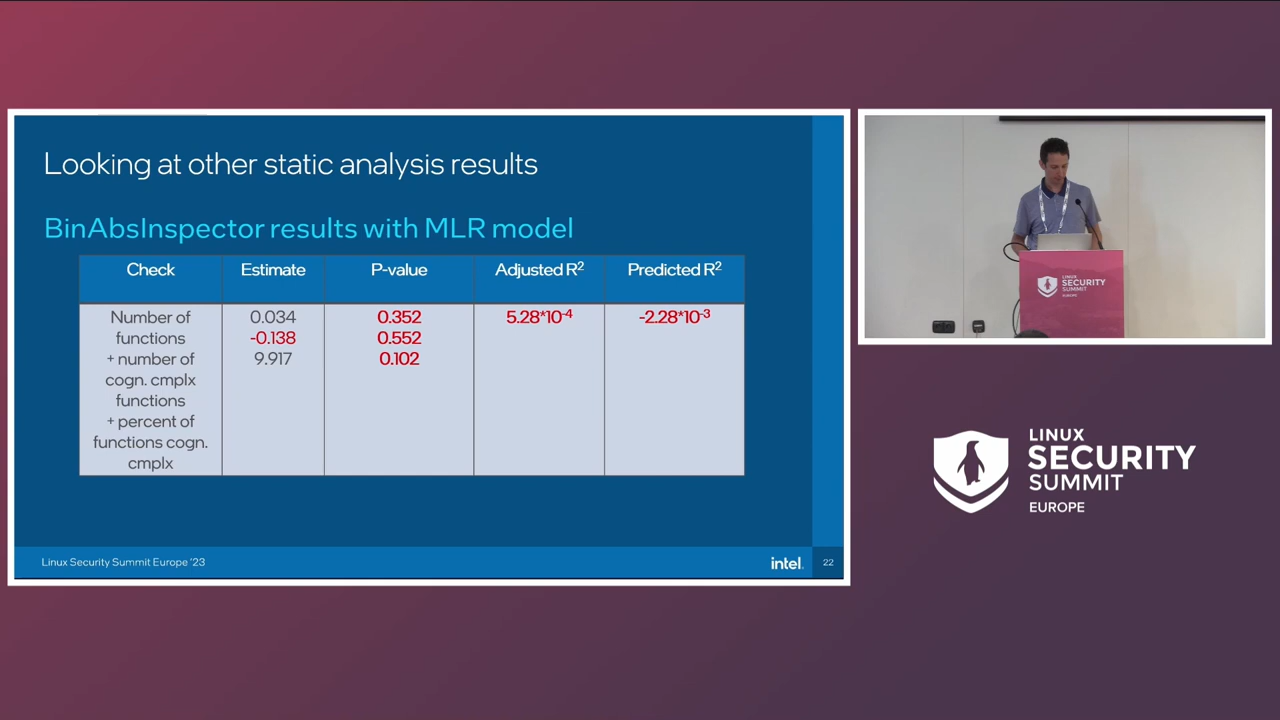 Looking at other static analysis results
BinAbsInspector results with MLR model
Check Estimate P-value Adjusted R² Predicted R²
Number of 0.034 0.352 5.28*10⁻⁴ -2.28*10⁻³
functions -0.138 0.552
+ number of 9.917 0.102
cogn. cmplx
functions
+ percent of
functions cogn.
cmplx
Linux Security Summit Europe '23
intel.
22
LINUX
SECURITY
SUMMIT
EUROPE
LINUX
SECURITY
SUMMIT
EUROPE